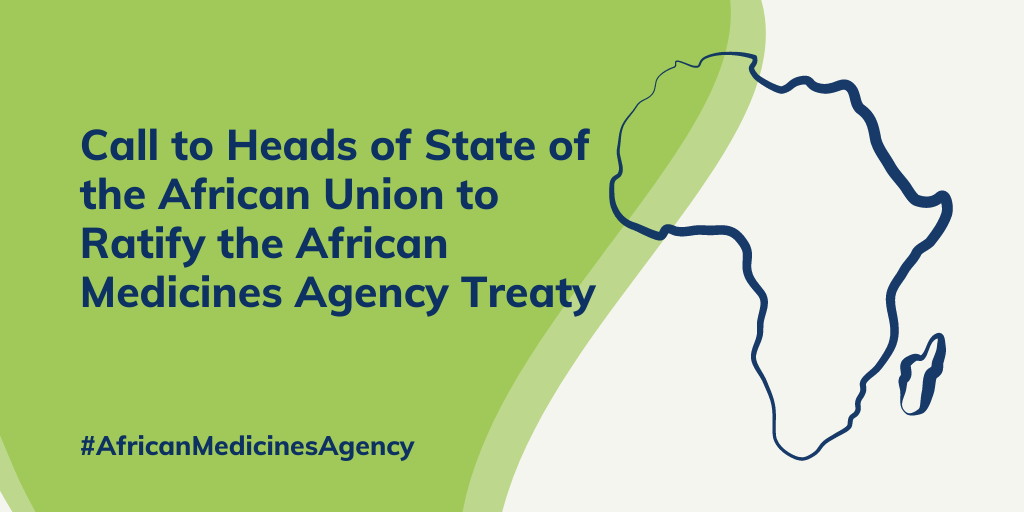 Call to Heads of State of
the African Union to
Ratify the African
Medicines Agency Treaty
#AfricanMedicinesAgency